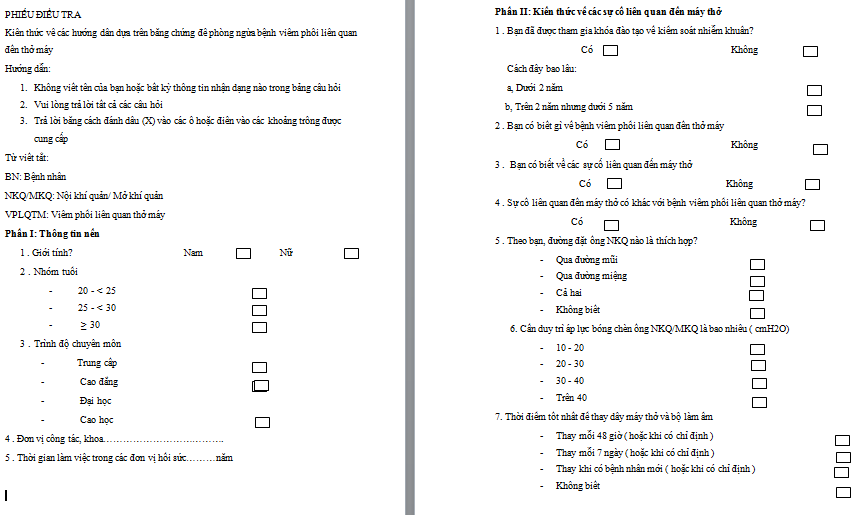 PHIẾU ĐIỀU TRA
Kiến thức về các hướng dẫn dựa trên bằng chứng đề phòng ngừa bệnh viêm phổi liên quan
đến thở máy
Hướng dẫn:
1. Không viết tên của bạn hoặc bất kỳ thông tin nhận dạng nào trong bảng câu hỏi
2. Vui lòng trả lời tất cả các câu hỏi
3. Trả lời bằng cách đánh dấu (X) vào các ô hoặc điền vào các khoảng trống được
cung cấp
Từ viết tắt:
BN: Bệnh nhân
NKQ/MKQ: Nội khí quản/ Mở khí quản
VPLQTM: Viêm phổi liên quan thở máy
Phần I: Thông tin nền
1 . Giới tính? Nam Nữ
2 . Nhóm tuổi
- 20 - < 25
- 25 - < 30
- ≥ 30
3 . Trình độ chuyên môn
- Trung cấp
- Cao đẳng
- Đại học
- Cao học
4 . Đơn vị công tác, khoa……………………………….
5 . Thời gian làm việc trong các đơn vị hồi sức………năm
Phần II: Kiến thức về các sự cố liên quan đến máy thở
1 . Bạn đã được tham gia khóa đào tạo về kiểm soát nhiễm khuẩn?
Có Không
Cách đây bao lâu:
a, Dưới 2 năm
b, Trên 2 năm nhưng dưới 5 năm
2 . Bạn có biết gì về bệnh viêm phổi liên quan đến thở máy
Có Không
3 . Bạn có biết về các sự cố liên quan đến máy thở
Có Không
4 . Sự cố liên quan đến máy thở có khác với bệnh viêm phổi liên quan thở máy?
Có Không
5 . Theo bạn, đường đặt ống NKQ nào là thích hợp?
- Qua đường mũi
- Qua đường miệng
- Cả hai
- Không biết
6. Cần duy trì áp lực bóng chèn ống NKQ/MKQ là bao nhiêu ( cmH2O)
- 10 - 20
- 20 - 30
- 30 - 40
- Trên 40
7. Thời điểm tốt nhất để thay dây máy thở và bộ làm ẩm
- Thay mỗi 48 giờ ( hoặc khi có chỉ định )
- Thay mỗi 7 ngày ( hoặc khi có chỉ định )
- Thay khi có bệnh nhân mới ( hoặc khi có chỉ định )
- Không biết